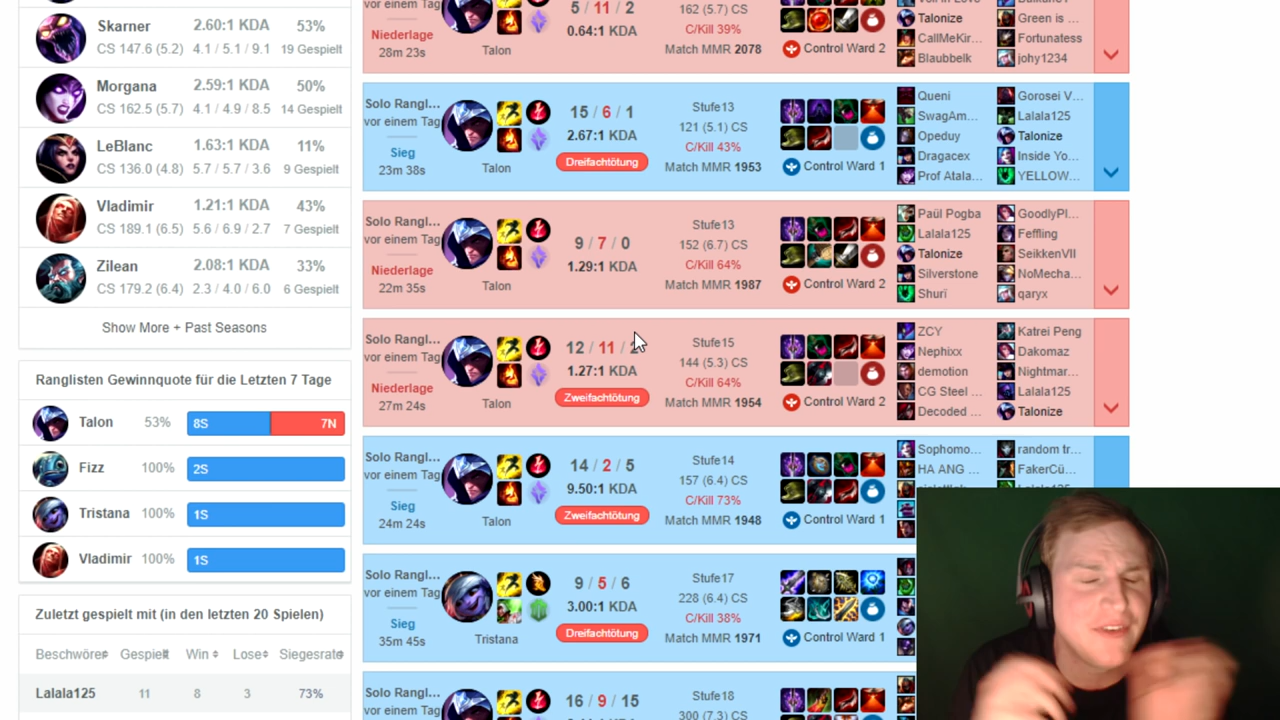 Skarner 2.60:1 KDA 53%
CS 147.6 (5.2) 4.1 / 5.1 / 9.1 19 Gespielt
Morgana 2.59:1 KDA 50%
CS 162.5 (5.7) 4.1 / 4.9 / 8.5 14 Gespielt
LeBlanc 1.63:1 KDA 11%
CS 136.0 (4.8) 5.7 / 5.7 / 3.6 9 Gespielt
Vladimir 1.21:1 KDA 43%
CS 189.1 (6.5) 5.6 / 6.9 / 2.7 7 Gespielt
Zilean 2.08:1 KDA 33%
CS 179.2 (6.4) 2.3 / 4.0 / 6.0 6 Gespielt
Show More + Past Seasons
Ranglisten Gewinnquote für die Letzten 7 Tage
Talon 53% 8S 7N
Fizz 100% 2S
Tristana 100% 1S
Vladimir 100% 1S
Zuletzt gespielt mit (in den letzten 20 Spielen)
Beschwörer Gespielt Win Lose Siegesrate
Lalala125 11 8 3 73%
Niederlage
28m 23s
Talon
5 / 11 / 2
0.64:1 KDA
162 (5.7) CS
C/Kill 39%
Match MMR 2078
Control Ward 2
Talonize
CallMeKir...
Blaubbelk
Green is ...
Fortunatess
johy1234
Solo Rangl...
vor einem Tag
Sieg
23m 38s
Talon
15 / 6 / 1
2.67:1 KDA
Dreifachtötung
Stufe13
121 (5.1) CS
C/Kill 43%
Match MMR 1953
Control Ward 1
Queni
SwagAm...
Opeduy
Dragacex
Prof Atala...
Gorosei V...
Lalala125
Talonize
Inside Yo...
YELLOW...
Solo Rangl...
vor einem Tag
Niederlage
22m 35s
Talon
9 / 7 / 0
1.29:1 KDA
Stufe13
152 (6.7) CS
C/Kill 64%
Match MMR 1987
Control Ward 2
Paül Pogba
Lalala125
Talonize
Silverstone
Shuri
GoodlyPl...
Feffling
SeikkenVII
NoMecha...
qaryx
Solo Rangl...
vor einem Tag
Niederlage
27m 24s
Talon
12 / 11 /
1.27:1 KDA
Zweifachtötung
Stufe15
144 (5.3) CS
C/Kill 64%
Match MMR 1954
Control Ward 2
ZCY
Nephixx
demotion
CG Steel ...
Decoded ...
Katrei Peng
Dakomaz
Nightmar...
Lalala125
Talonize
Solo Rangl...
vor einem Tag
Sieg
24m 24s
Talon
14 / 2 / 5
9.50:1 KDA
Zweifachtötung
Stufe14
157 (6.4) CS
C/Kill 73%
Match MMR 1948
Control Ward 1
Sophomo...
HA ANG ...
random tr...
FakerCü...
Solo Rangl...
vor einem Tag
Sieg
35m 45s
Tristana
9 / 5 / 6
3.00:1 KDA
Dreifachtötung
Stufe17
228 (6.4) CS
C/Kill 38%
Match MMR 1971
Control Ward 1
Solo Rangl...
vor einem Tag
16 / 9 / 15
Stufe18
300 (7.3) CS